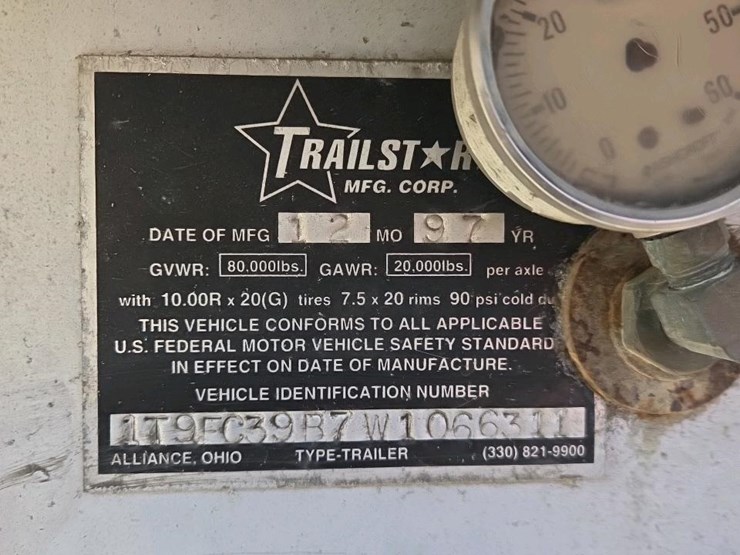 TRAILST★R
MFG. CORP.
DATE OF MFG 12 MO 97 YR
GVWR: 80.000lbs. GAWR: 20.000lbs. per axle
with 10.00R x 20(G) tires 7.5 x 20 rims 90 psi cold
THIS VEHICLE CONFORMS TO ALL APPLICABLE
U.S. FEDERAL MOTOR VEHICLE SAFETY STANDARD
IN EFFECT ON DATE OF MANUFACTURE.
VEHICLE IDENTIFICATION NUMBER
1T9FC39B7W1066311
ALLIANCE, OHIO TYPE-TRAILER (330) 821-9900
20 50
10 60
0